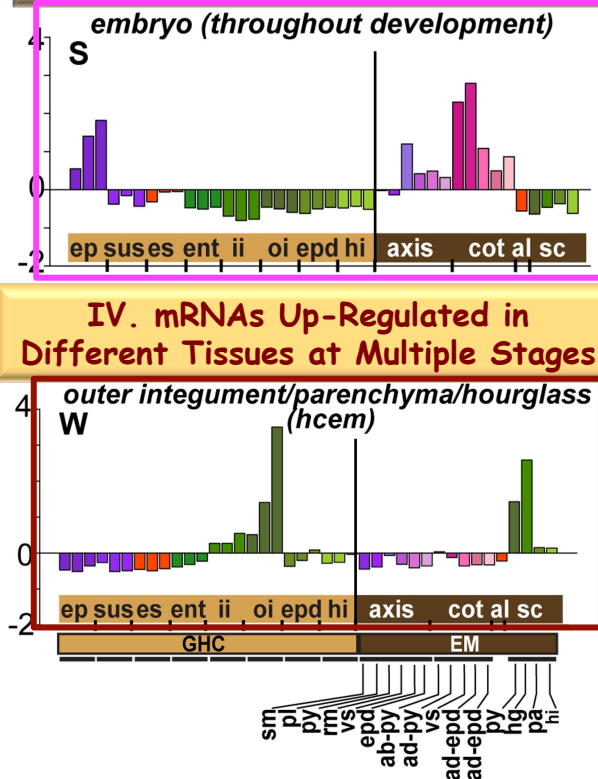 embryo (throughout development)
4
S
0
ep sus es ent ii oi epd hi axis cot al sc
-2
IV. mRNAs Up-Regulated in
Different Tissues at Multiple Stages
outer integument/parenchyma/hourglass
(hcem)
4
W
0
ep sus es ent ii oi epd hi axis cot al sc
-2
GHC EM
sm pl py rm vs epd ab-py ad-py vs ad-epd ad-epd py hg pa hi